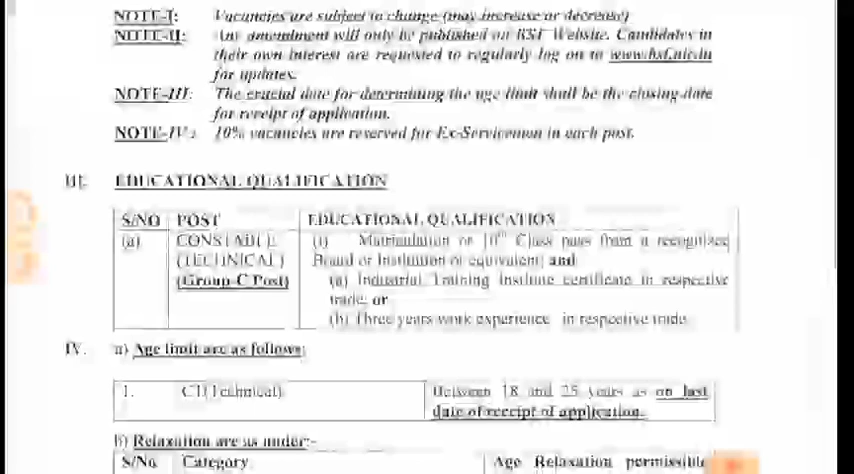 NOTE-I: Vacancies are subject to change (may increase or decrease)
NOTE-II: Any amendment will only be published on BSF Website. Candidates in
their own interest are requested to regularly log on to www.bsf.nic.in
for updates.
NOTE-III: The crucial date for determining the age limit shall be the closing date
for receipt of application.
NOTE-IV: 10% vacancies are reserved for Ex-Servicemen in each post.
III. EDUCATIONAL QUALIFICATION
S/NO POST EDUCATIONAL QUALIFICATION
(a) CONSTABLE (i) Matriculation or 10th Class pass from a recognised
(TECHNICAL) Board or Institution or equivalent; and
(Group-C Post) (a) Industrial Training Institute certificate in respective
trade; or
(b) Three years work experience in respective trade
IV. a) Age limit are as follows:
1. CT(Technical) Between 18 and 25 years as on last
date of receipt of application.
b) Relaxation are as under:-
S/No Category Age Relaxation permissible